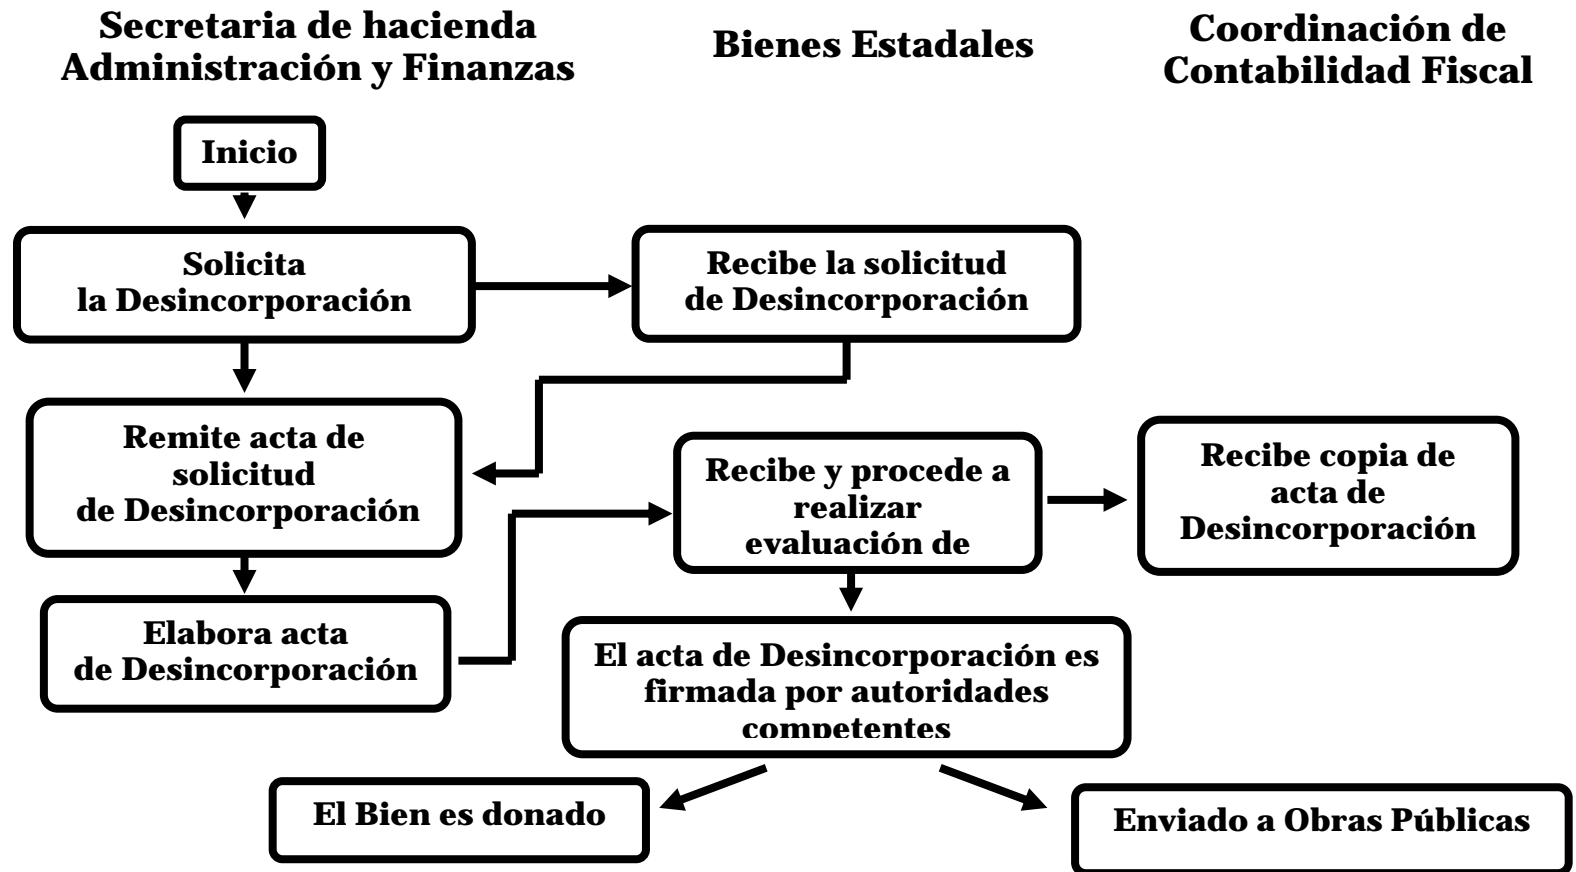 Secretaria de hacienda
Administración y Finanzas
Bienes Estadales
Coordinación de
Contabilidad Fiscal
Inicio
Solicita
la Desincorporación
Recibe la solicitud
de Desincorporación
Remite acta de
solicitud
de Desincorporación
Recibe y procede a
realizar
evaluación de
Recibe copia de
acta de
Desincorporación
Elabora acta
de Desincorporación
El acta de Desincorporación es
firmada por autoridades
competentes
El Bien es donado
Enviado a Obras Públicas